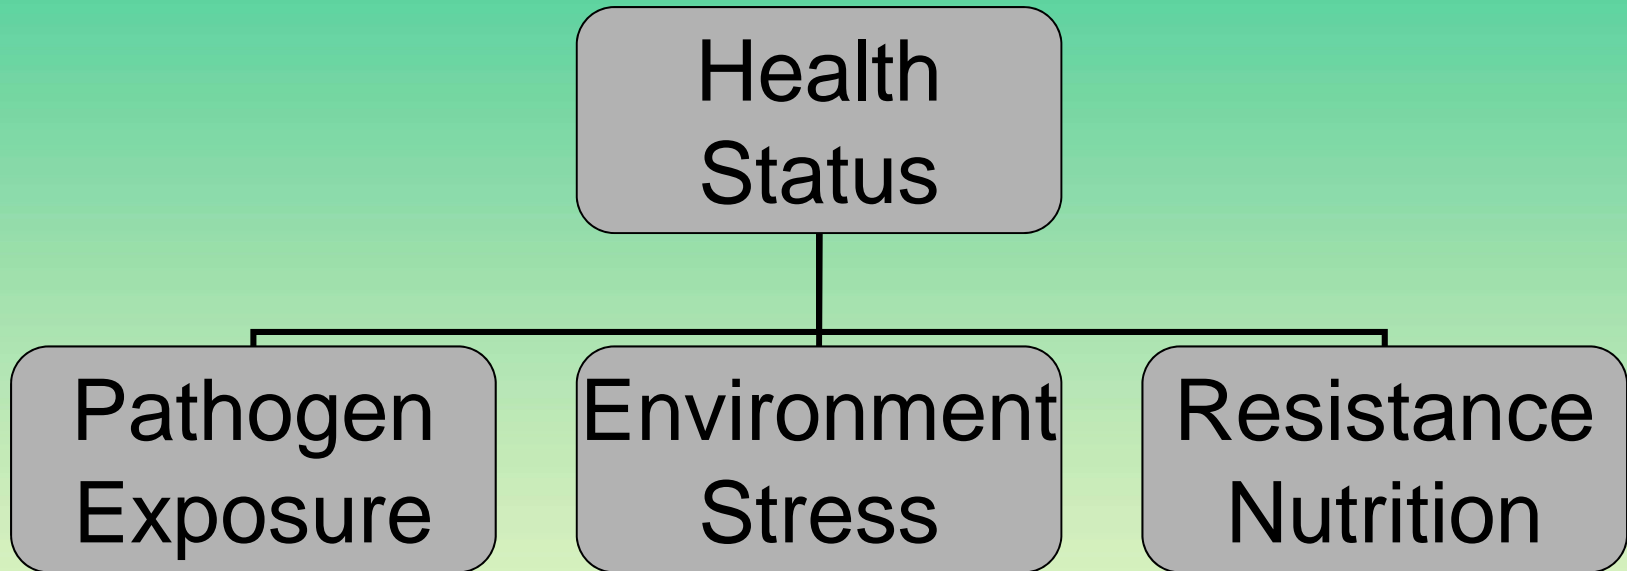 Health
Status
Pathogen
Exposure
Environment
Stress
Resistance
Nutrition